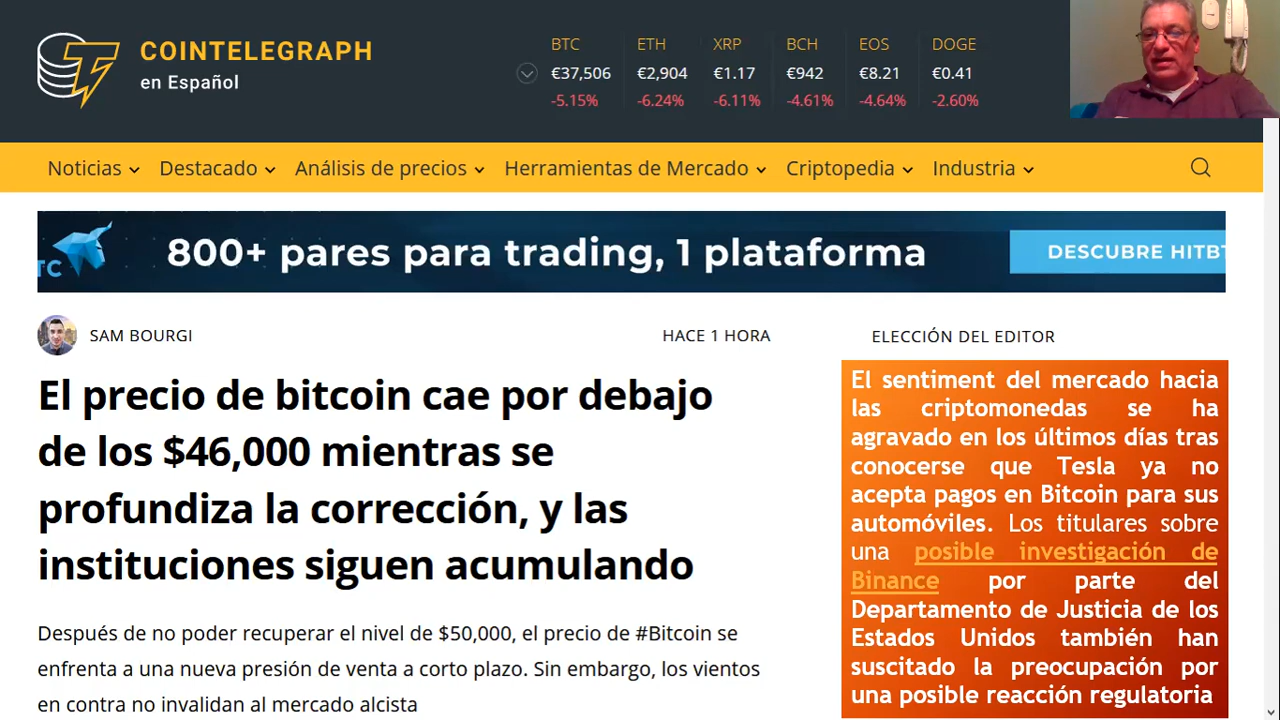 COINTELEGRAPH
en Español
BTC ETH XRP BCH EOS DOGE
€37,506 €2,904 €1.17 €942 €8.21 €0.41
-5.15% -6.24% -6.11% -4.61% -4.64% -2.60%
Noticias Destacado Análisis de precios Herramientas de Mercado Criptopedia Industria
TC 800+ pares para trading, 1 plataforma DESCUBRE HITBT
SAM BOURGI HACE 1 HORA
El precio de bitcoin cae por debajo
de los $46,000 mientras se
profundiza la corrección, y las
instituciones siguen acumulando
Después de no poder recuperar el nivel de $50,000, el precio de #Bitcoin se
enfrenta a una nueva presión de venta a corto plazo. Sin embargo, los vientos
en contra no invalidan al mercado alcista
ELECCIÓN DEL EDITOR
El sentiment del mercado hacia
las criptomonedas se ha
agravado en los últimos días tras
conocerse que Tesla ya no
acepta pagos en Bitcoin para sus
automóviles. Los titulares sobre
una posible investigación de
Binance por parte del
Departamento de Justicia de los
Estados Unidos también han
suscitado la preocupación por
una posible reacción regulatoria